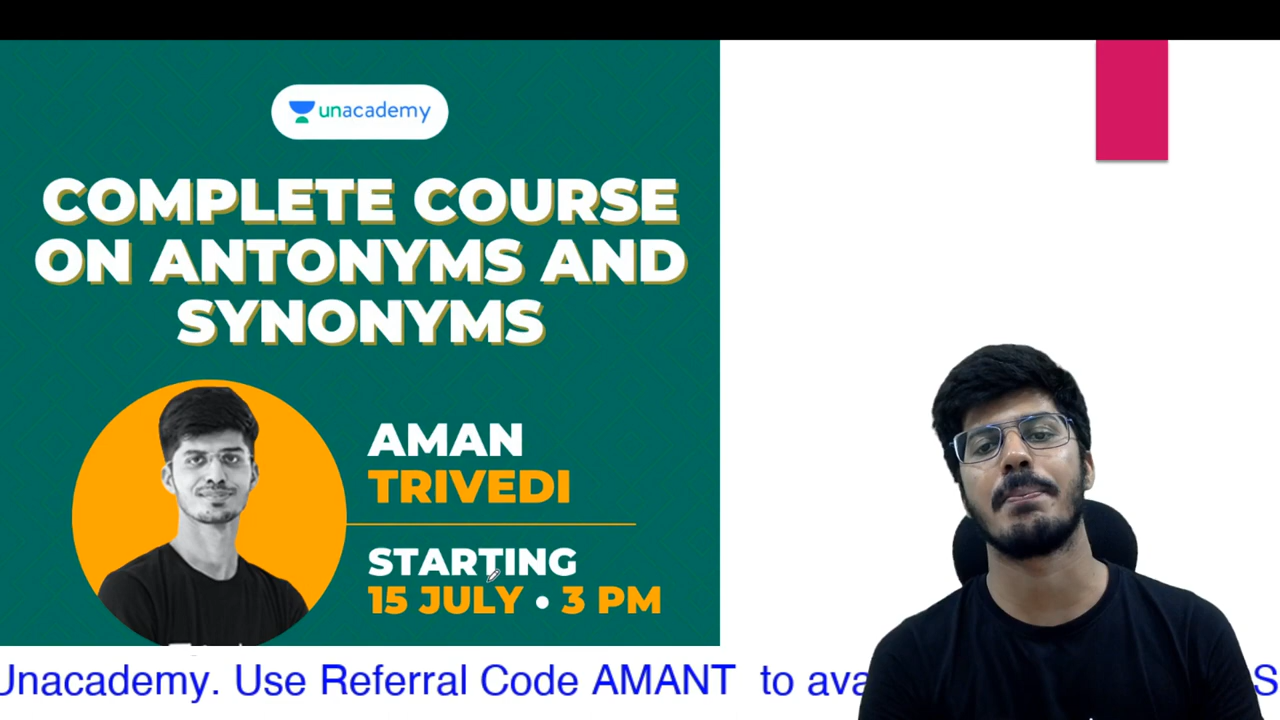 unacademy
COMPLETE COURSE
ON ANTONYMS AND
SYNONYMS
AMAN
TRIVEDI
STARTING
15 JULY • 3 PM
Unacademy. Use Referral Code AMANT to ava